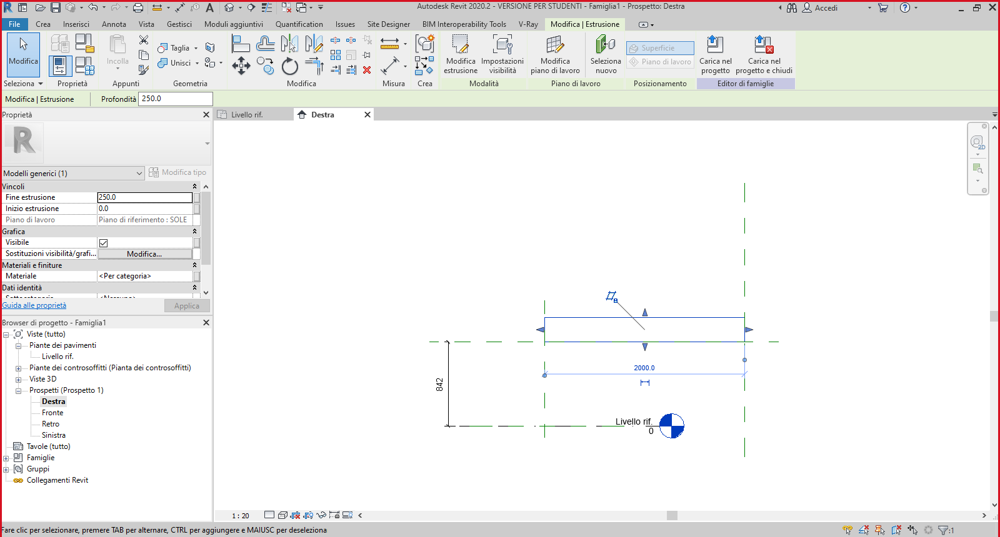 Autodesk Revit 2020.2 - VERSIONE PER STUDENTI - Famiglia1 - Prospetto: Destra
Accedi
File Crea Inserisci Annota Vista Gestisci Moduli aggiuntivi Quantification Issues Site Designer BIM Interoperability Tools V-Ray Modifica | Estrusione
Modifica
Incolla
Taglia
Unisci
Modifica estrusione
Impostazioni visibilità
Modifica piano di lavoro
Seleziona nuovo
Superficie
Piano di lavoro
Carica nel progetto
Carica nel progetto e chiudi
Seleziona Proprietà Appunti Geometria Modifica Misura Crea Modalità Piano di lavoro Posizionamento Editor di famiglie
Modifica | Estrusione Profondità 250.0
Proprietà
Livello rif. Destra
Modelli generici (1) Modifica tipo
Vincoli
Fine estrusione 250.0
Inizio estrusione 0.0
Piano di lavoro Piano di riferimento : SOLE
Grafica
Visibile
Sostituzioni visibilità/grafi... Modifica...
Materiali e finiture
Materiale <Per categoria>
Dati identità
Guida alle proprietà Applica
Browser di progetto - Famiglia1
Viste (tutto)
Piante dei pavimenti
Livello rif.
Piante dei controsoffitti (Pianta dei controsoffitti)
Viste 3D
Prospetti (Prospetto 1)
Destra
Fronte
Retro
Sinistra
Tavole (tutto)
Famiglie
Gruppi
Collegamenti Revit
2D
2000.0
842
Livello rif.
0
1 : 20
Fare clic per selezionare, premere TAB per alternare, CTRL per aggiungere e MAIUSC per deseleziona
:1